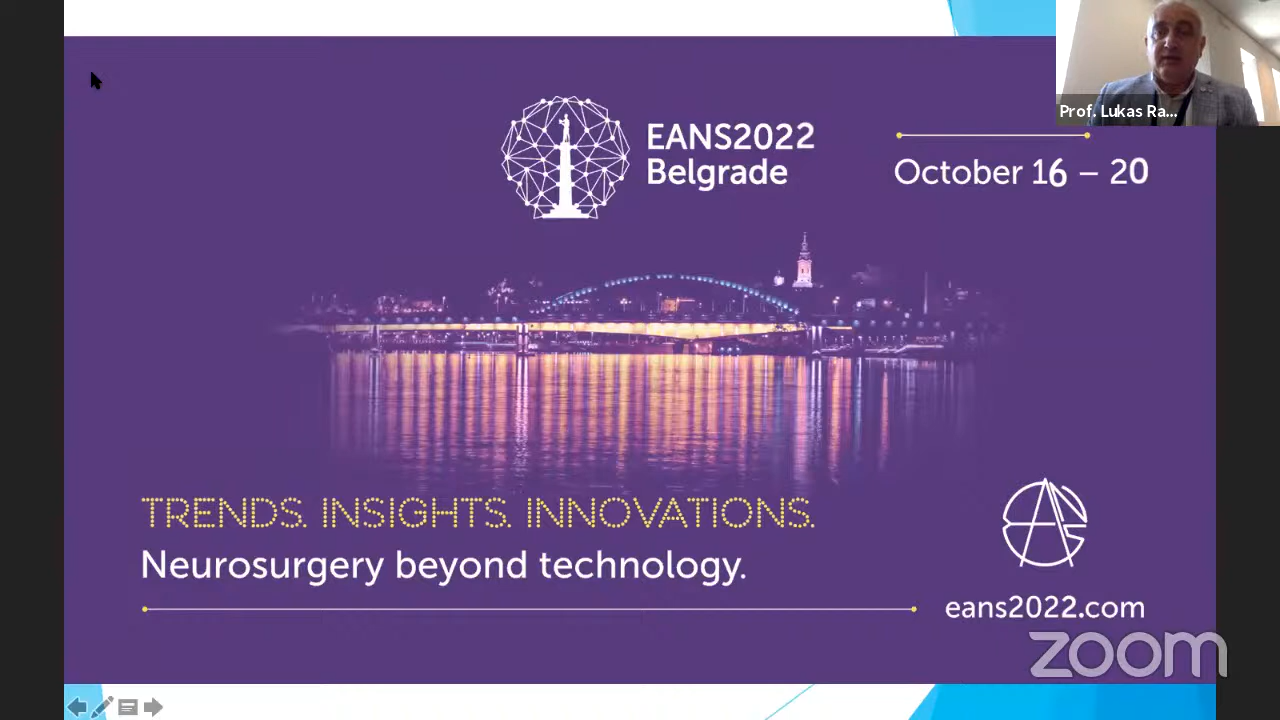 EANS2022
Belgrade
October 16 – 20
Prof. Lukas Ra...
TRENDS. INSIGHTS. INNOVATIONS.
Neurosurgery beyond technology.
eans2022.com
zoom